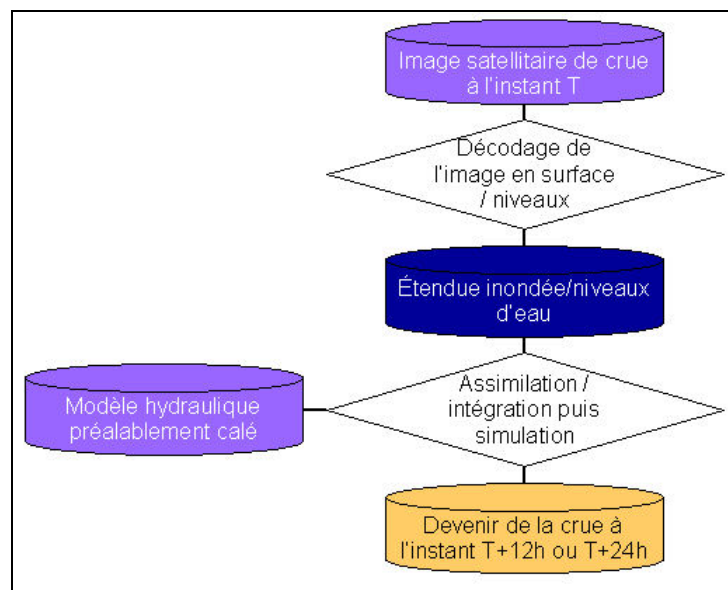 Image satellitaire de crue
à l'instant T
Décodage de
l'image en surface
/ niveaux
Étendue inondée/niveaux
d'eau
Modèle hydraulique
préalablement calé
Assimilation /
intégration puis
simulation
Devenir de la crue à
l'instant T+12h ou T+24h